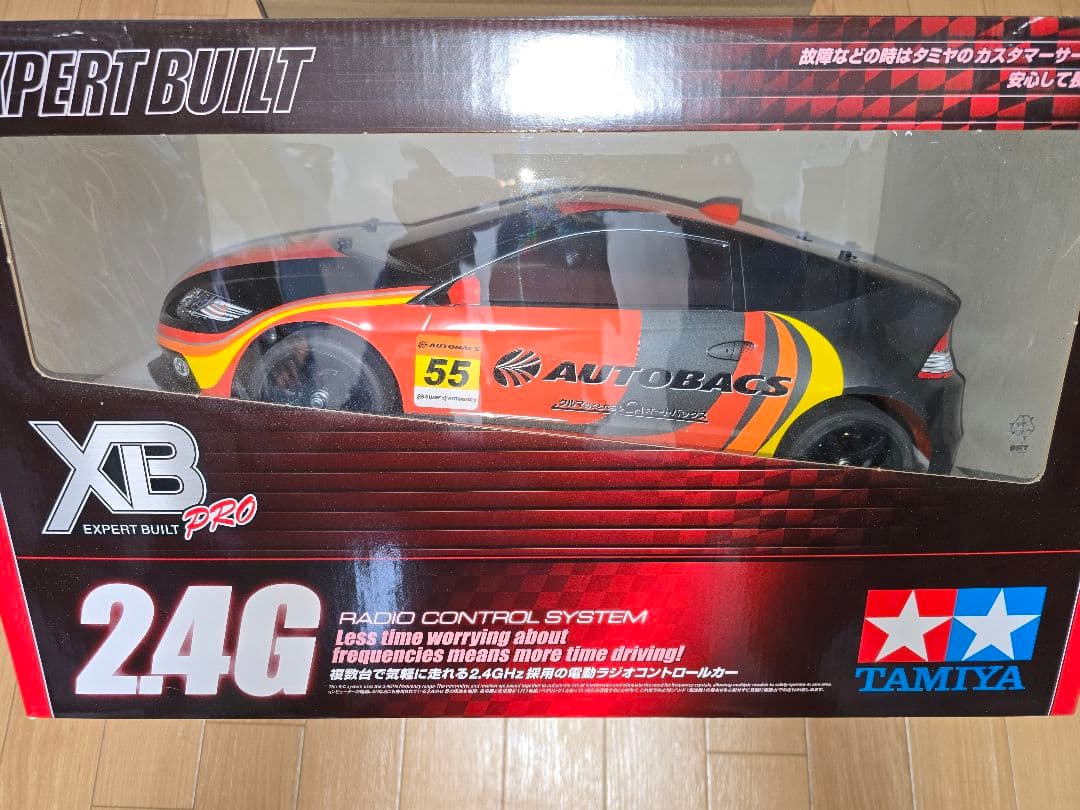 XPERT BUILT
故障などの時はタミヤのカスタマーサー
安心して長
AUTOBACS
55
AUTOBACS
XB
EXPERT BUILT
PRO
2.4G
RADIO CONTROL SYSTEM
Less time worrying about
frequencies means more time driving!
複数台で気軽に走れる2.4GHz採用の電動ラジオコントロールカー
TAMIYA